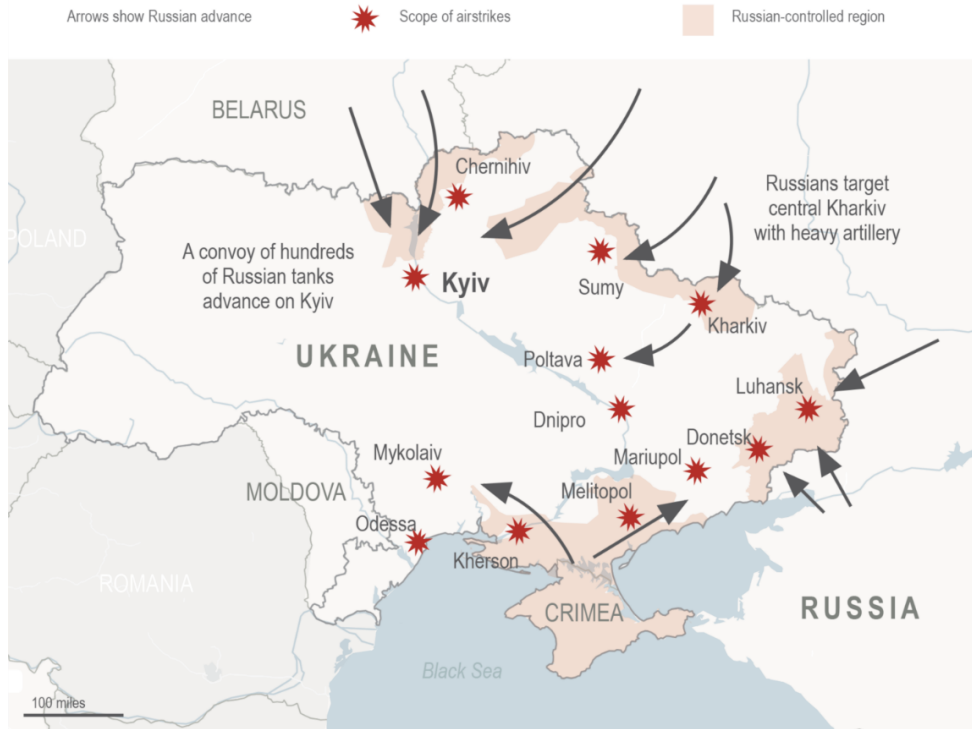 Arrows show Russian advance
Scope of airstrikes
Russian-controlled region
BELARUS
Chernihiv
Russians target
central Kharkiv
with heavy artillery
POLAND
A convoy of hundreds
of Russian tanks
advance on Kyiv
Kyiv
Sumy
Kharkiv
UKRAINE
Poltava
Luhansk
Dnipro
Donetsk
Mykolaiv
Mariupol
MOLDOVA
Melitopol
Odessa
Kherson
ROMANIA
CRIMEA
RUSSIA
Black Sea
100 miles